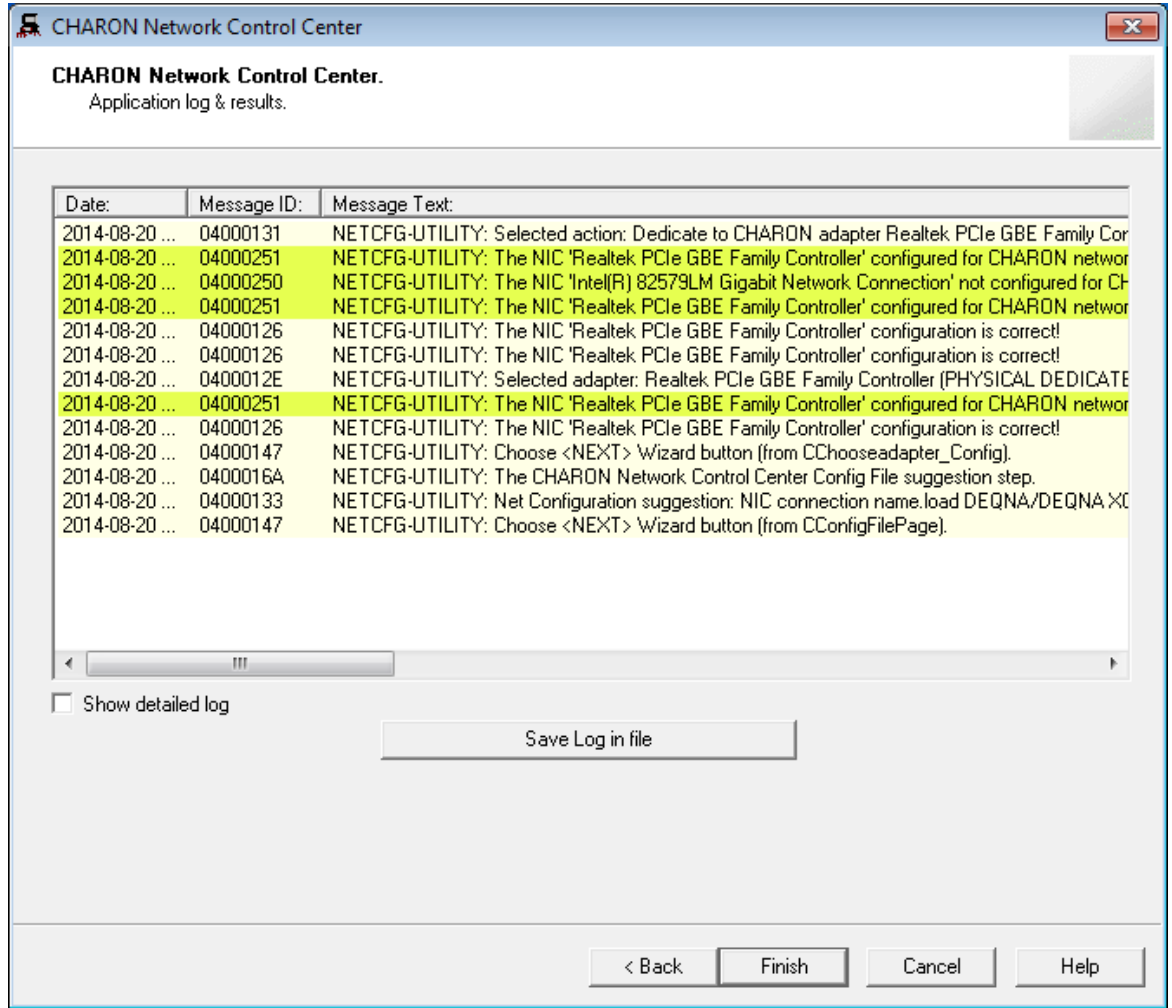 CHARON Network Control Center
CHARON Network Control Center.
Application log & results.
Date: Message ID: Message Text:
2014-08-20 ... 04000131 NETCFG-UTILITY: Selected action: Dedicate to CHARON adapter Realtek PCIe GBE Family Cor
2014-08-20 ... 04000251 NETCFG-UTILITY: The NIC 'Realtek PCIe GBE Family Controller' configured for CHARON networ
2014-08-20 ... 04000250 NETCFG-UTILITY: The NIC 'Intel(R) 82579LM Gigabit Network Connection' not configured for CH
2014-08-20 ... 04000251 NETCFG-UTILITY: The NIC 'Realtek PCIe GBE Family Controller' configured for CHARON networ
2014-08-20 ... 04000126 NETCFG-UTILITY: The NIC 'Realtek PCIe GBE Family Controller' configuration is correct!
2014-08-20 ... 04000126 NETCFG-UTILITY: The NIC 'Realtek PCIe GBE Family Controller' configuration is correct!
2014-08-20 ... 0400012E NETCFG-UTILITY: Selected adapter: Realtek PCIe GBE Family Controller (PHYSICAL DEDICATE
2014-08-20 ... 04000251 NETCFG-UTILITY: The NIC 'Realtek PCIe GBE Family Controller' configured for CHARON networ
2014-08-20 ... 04000126 NETCFG-UTILITY: The NIC 'Realtek PCIe GBE Family Controller' configuration is correct!
2014-08-20 ... 04000147 NETCFG-UTILITY: Choose <NEXT> Wizard button (from CChooseadapter_Config).
2014-08-20 ... 0400016A NETCFG-UTILITY: The CHARON Network Control Center Config File suggestion step.
2014-08-20 ... 04000133 NETCFG-UTILITY: Net Configuration suggestion: NIC connection name.load DEQNA/DEQNA XQ
2014-08-20 ... 04000147 NETCFG-UTILITY: Choose <NEXT> Wizard button (from CConfigFilePage).
Show detailed log
Save Log in file
< Back Finish Cancel Help